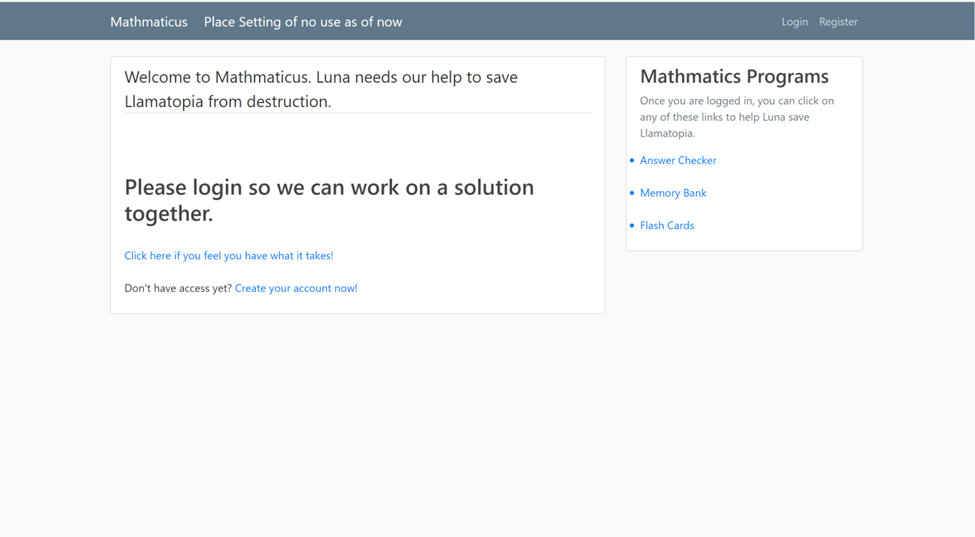 Mathmaticus Place Setting of no use as of now Login Register
Welcome to Mathmaticus. Luna needs our help to save
Llamatopia from destruction.
Please login so we can work on a solution
together.
Click here if you feel you have what it takes!
Don't have access yet? Create your account now!
Mathmatics Programs
Once you are logged in, you can click on
any of these links to help Luna save
Llamatopia.
Answer Checker
Memory Bank
Flash Cards